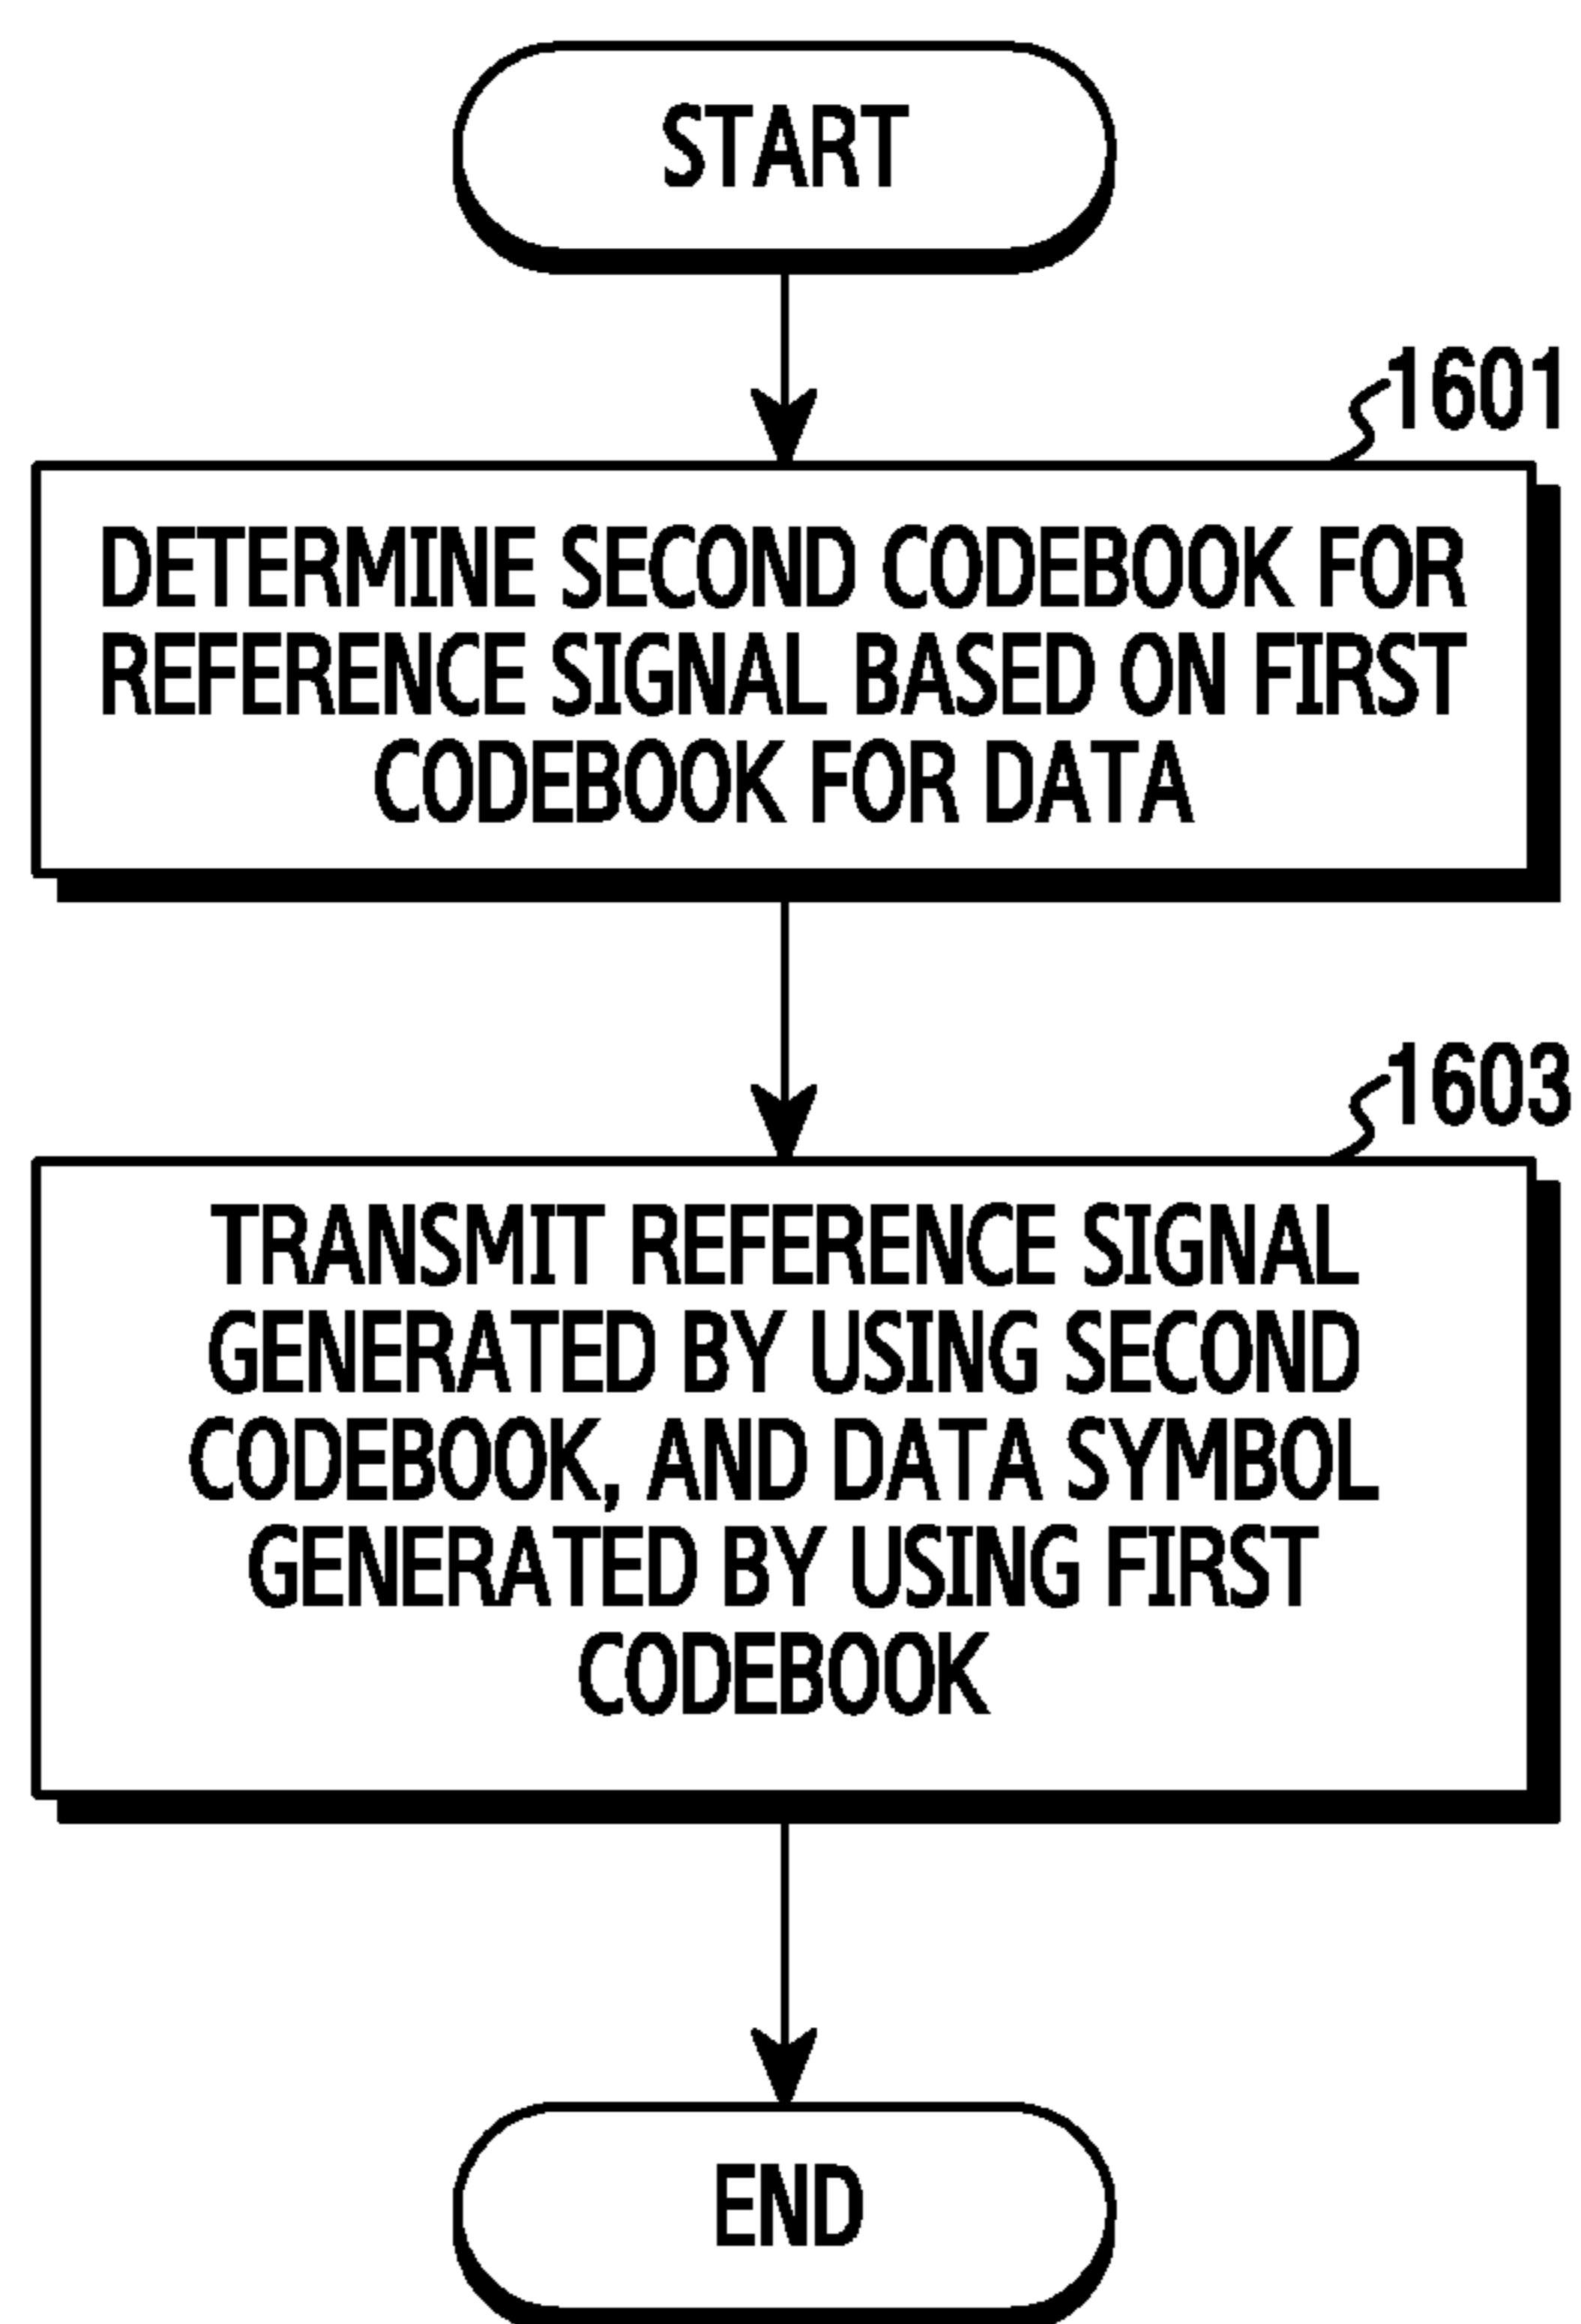 START
1601
DETERMINE SECOND CODEBOOK FOR
REFERENCE SIGNAL BASED ON FIRST
CODEBOOK FOR DATA
1603
TRANSMIT REFERENCE SIGNAL
GENERATED BY USING SECOND
CODEBOOK, AND DATA SYMBOL
GENERATED BY USING FIRST
CODEBOOK
END